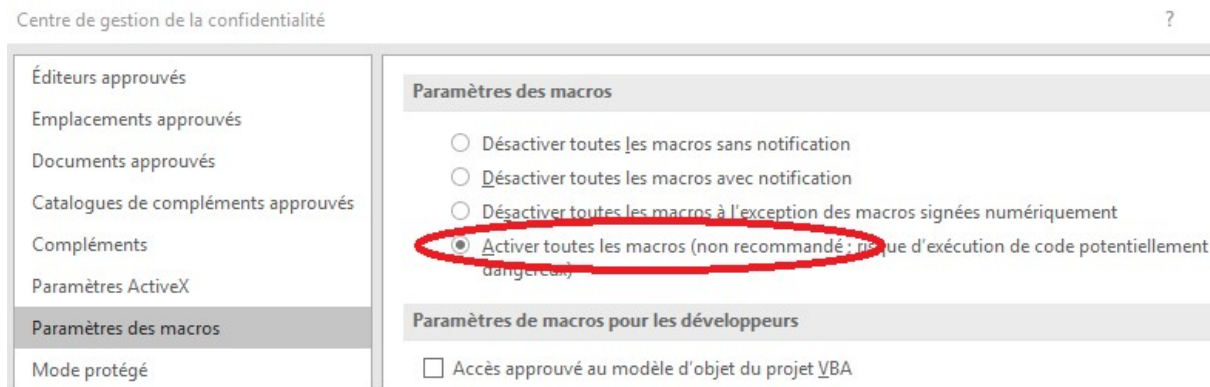 Centre de gestion de la confidentialité
?
Éditeurs approuvés
Emplacements approuvés
Documents approuvés
Catalogues de compléments approuvés
Compléments
Paramètres ActiveX
Paramètres des macros
Mode protégé
Paramètres des macros
Désactiver toutes les macros sans notification
Désactiver toutes les macros avec notification
Désactiver toutes les macros à l'exception des macros signées numériquement
Activer toutes les macros (non recommandé ; risque d'exécution de code potentiellement
dangereux)
Paramètres de macros pour les développeurs
Accès approuvé au modèle d'objet du projet VBA